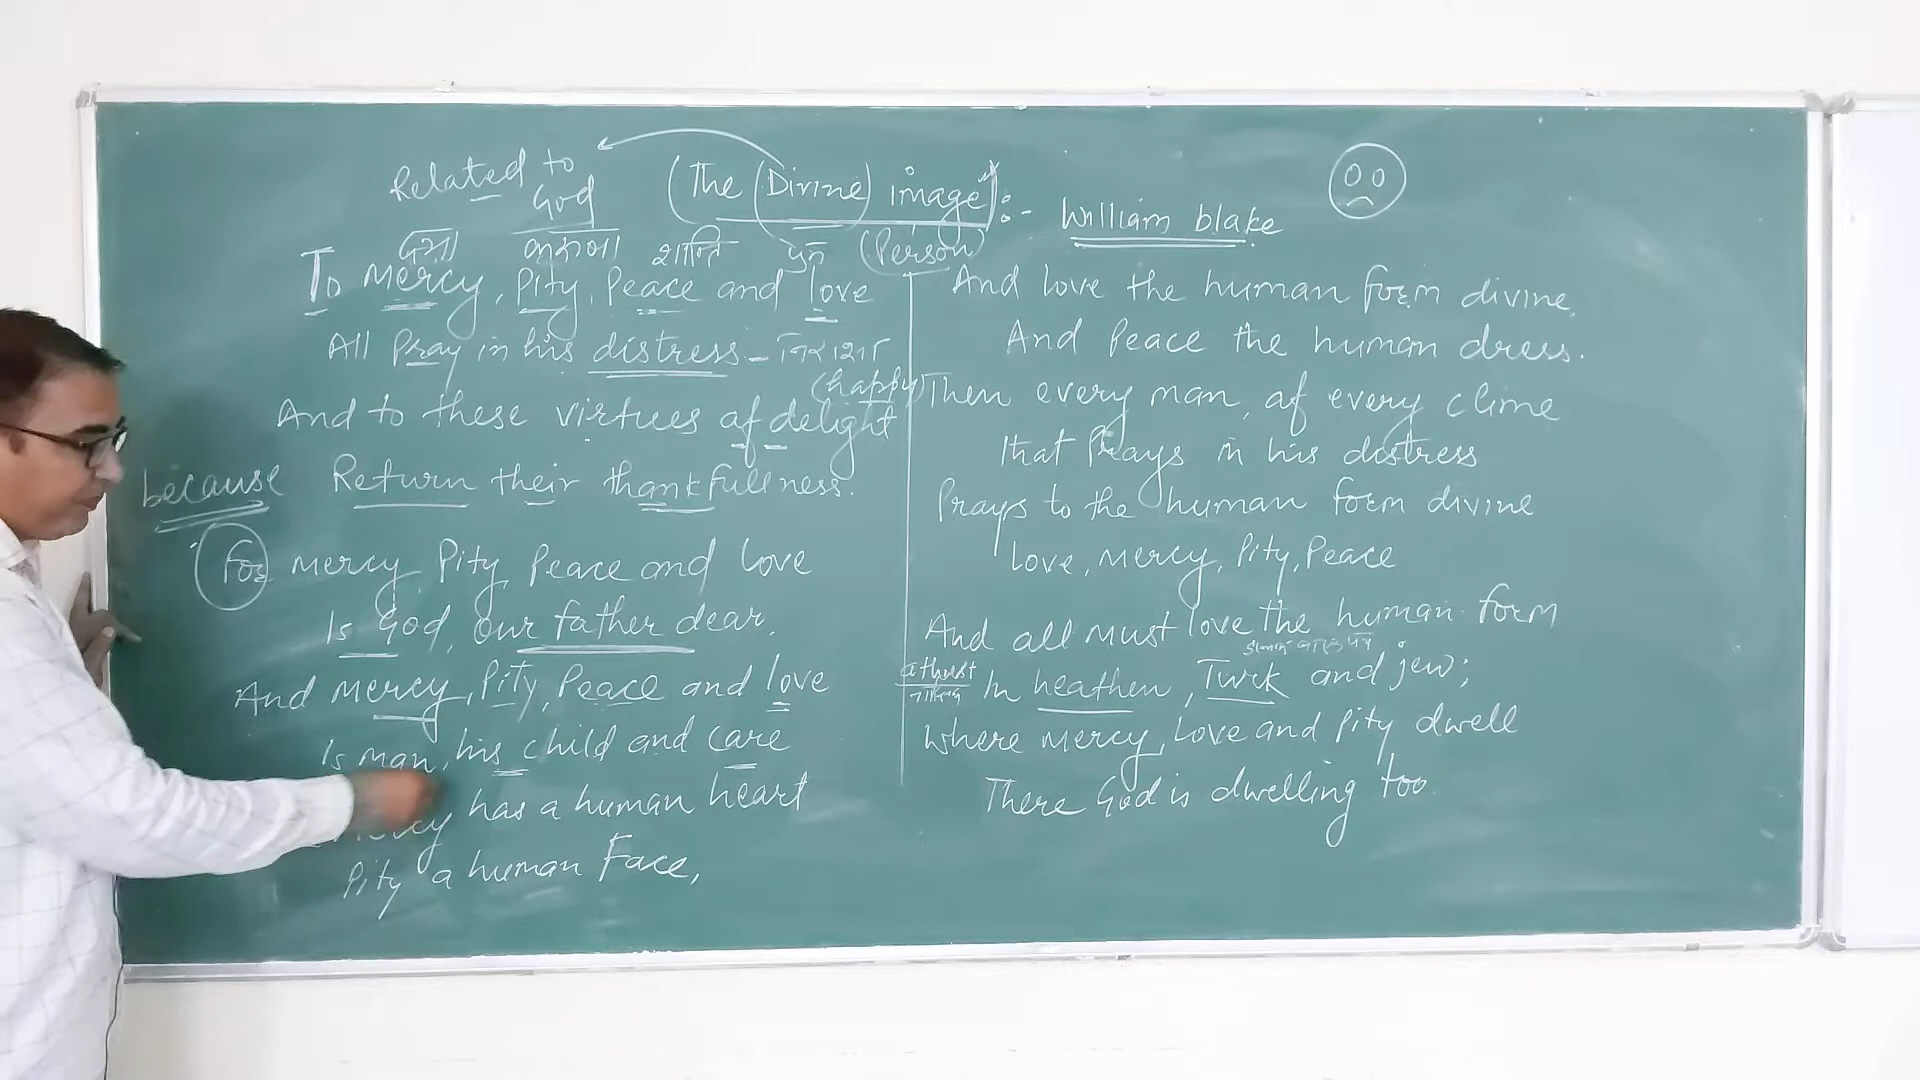 Related to
God
(The (Divine) image):- William blake
दया करुणा शान्ति (Person)
To Mercy, Pity, Peace and love
All Pray in his distress - निराशा
(happy)
And to these virtues of delight
because Return their thankfullness.
For mercy Pity, Peace and Love
Is God, our father dear,
And Mercy, Pity, Peace and love
Is man, his child and care
has a human heart
Pity a human Face,
And love the human form divine,
And Peace the human dress.
Then every man, of every clime
that Prays in his distress
Prays to the human form divine
Love, Mercy, Pity, Peace
And all must love the human form
atheist
नास्तिक In heathen, Turk and jew;
Where Mercy, Love and Pity dwell
There God is dwelling too